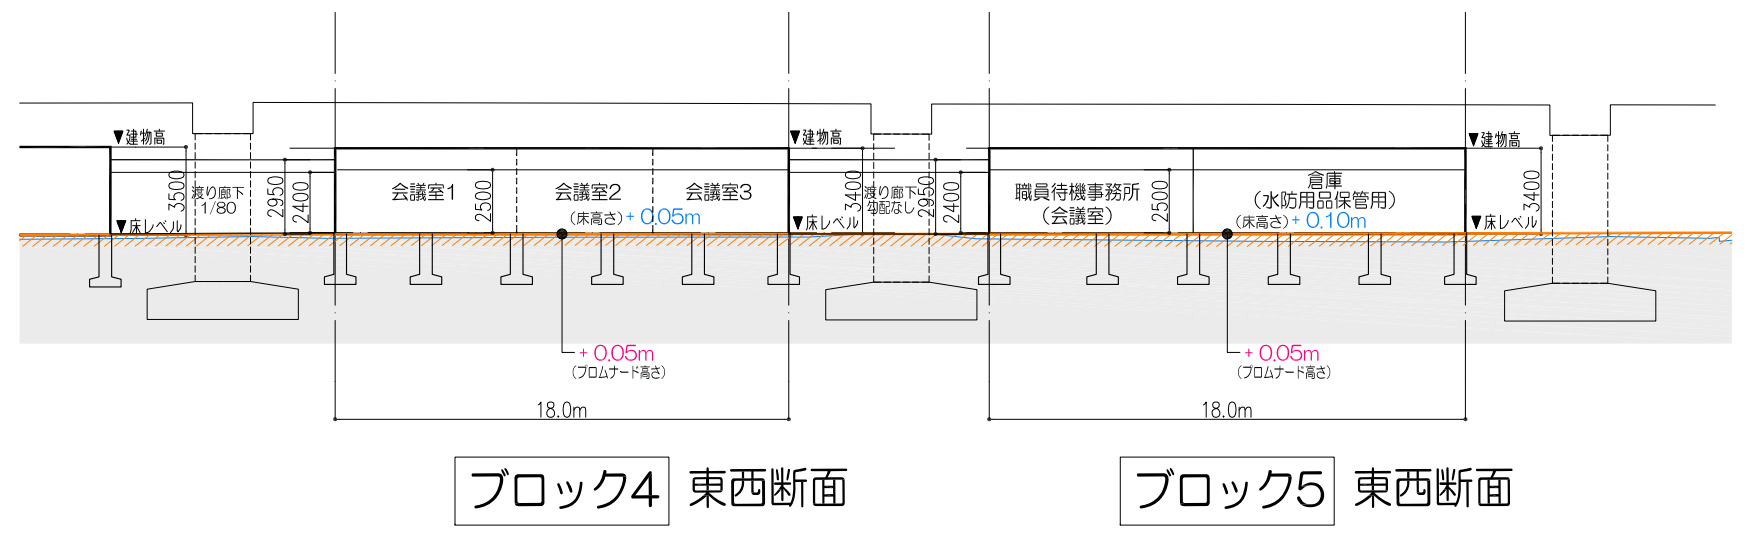 ▼建物高
▼建物高
▼建物高
3500
渡り廊下
1/80
2950
2400
会議室1
2500
会議室2
会議室3
(床高さ)+ 0.05m
3400
渡り廊下
勾配なし
2950
2400
職員待機事務所
(会議室)
2500
倉庫
(水防用品保管用)
(床高さ)+ 0.10m
3400
▼床レベル
▼床レベル
▼床レベル
+ 0.05m
(プロムナード高さ)
+ 0.05m
(プロムナード高さ)
18.0m
18.0m
ブロック4 東西断面
ブロック5 東西断面